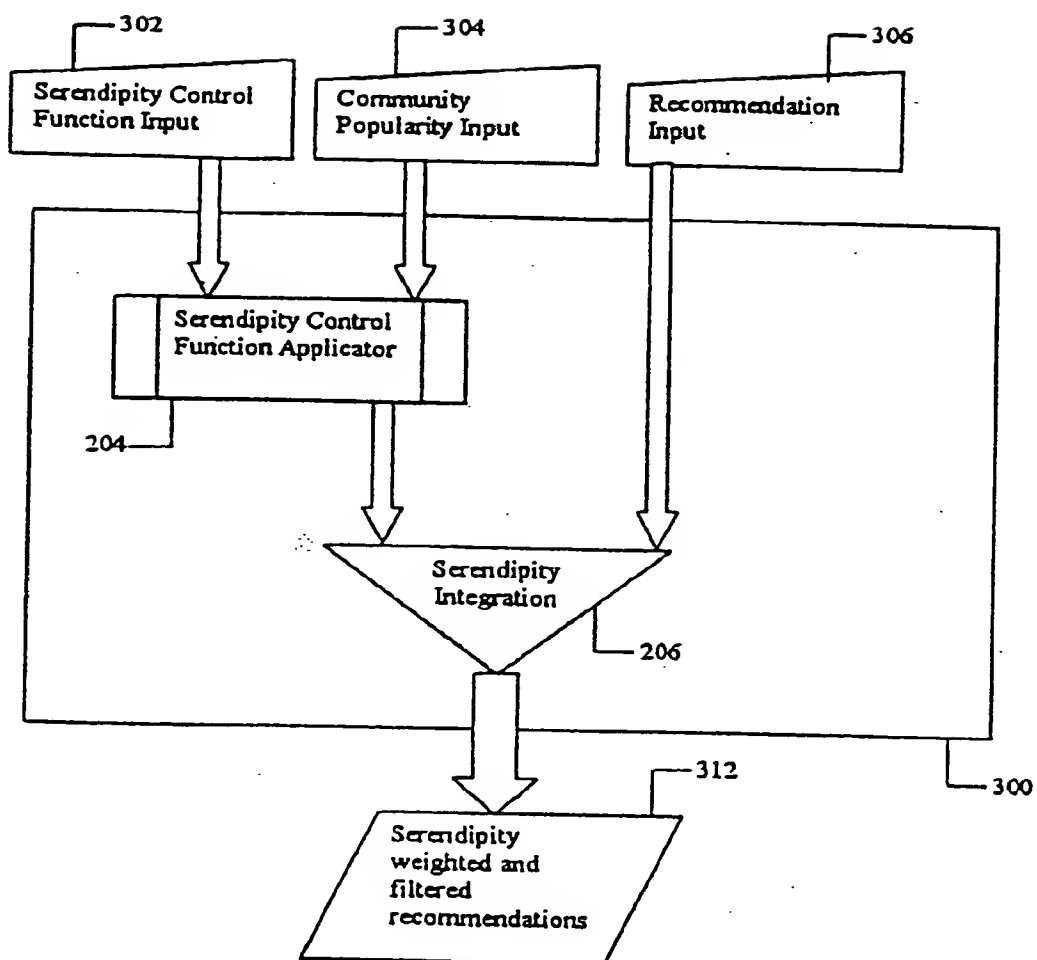 302
304
306
Serendipity Control
Function Input
Community
Popularity Input
Recommendation
Input
Serendipity Control
Function Applicator
204
Serendipity
Integration
206
300
312
Serendipity
weighted and
filtered
recommendations